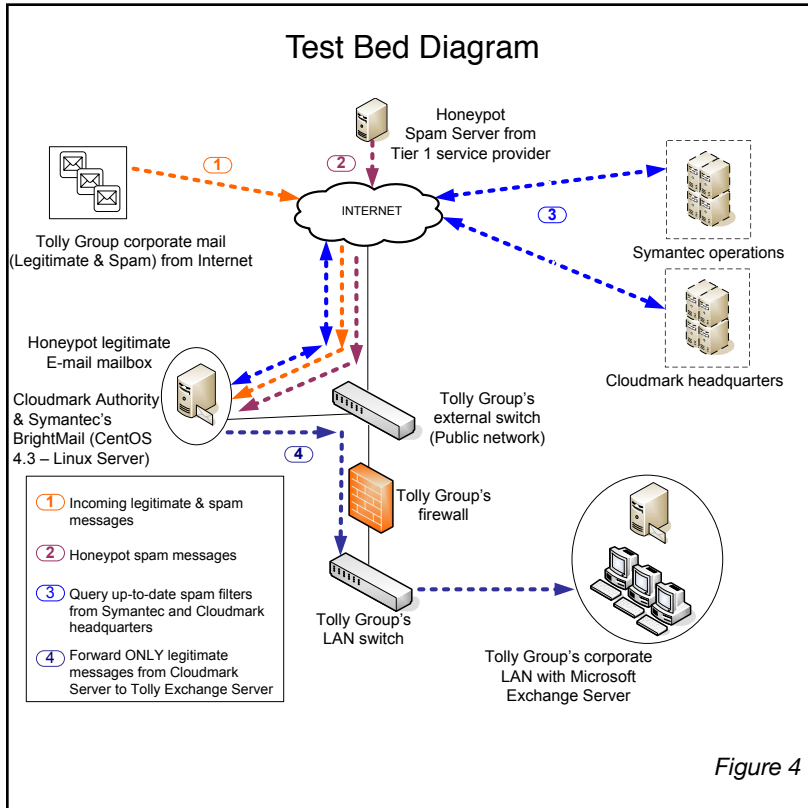 Test Bed Diagram
Honeypot
Spam Server from
Tier 1 service provider
1
2
INTERNET
3
Tolly Group corporate mail
(Legitimate & Spam) from Internet
Symantec operations
Cloudmark headquarters
Honeypot legitimate
E-mail mailbox
Cloudmark Authority
& Symantec's
BrightMail (CentOS
4.3 – Linux Server)
Tolly Group's
external switch
(Public network)
4
Tolly Group's
firewall
Tolly Group's
LAN switch
1 Incoming legitimate & spam
messages
2 Honeypot spam messages
3 Query up-to-date spam filters
from Symantec and Cloudmark
headquarters
4 Forward ONLY legitimate
messages from Cloudmark
Server to Tolly Exchange Server
Tolly Group's corporate
LAN with Microsoft
Exchange Server
Figure 4